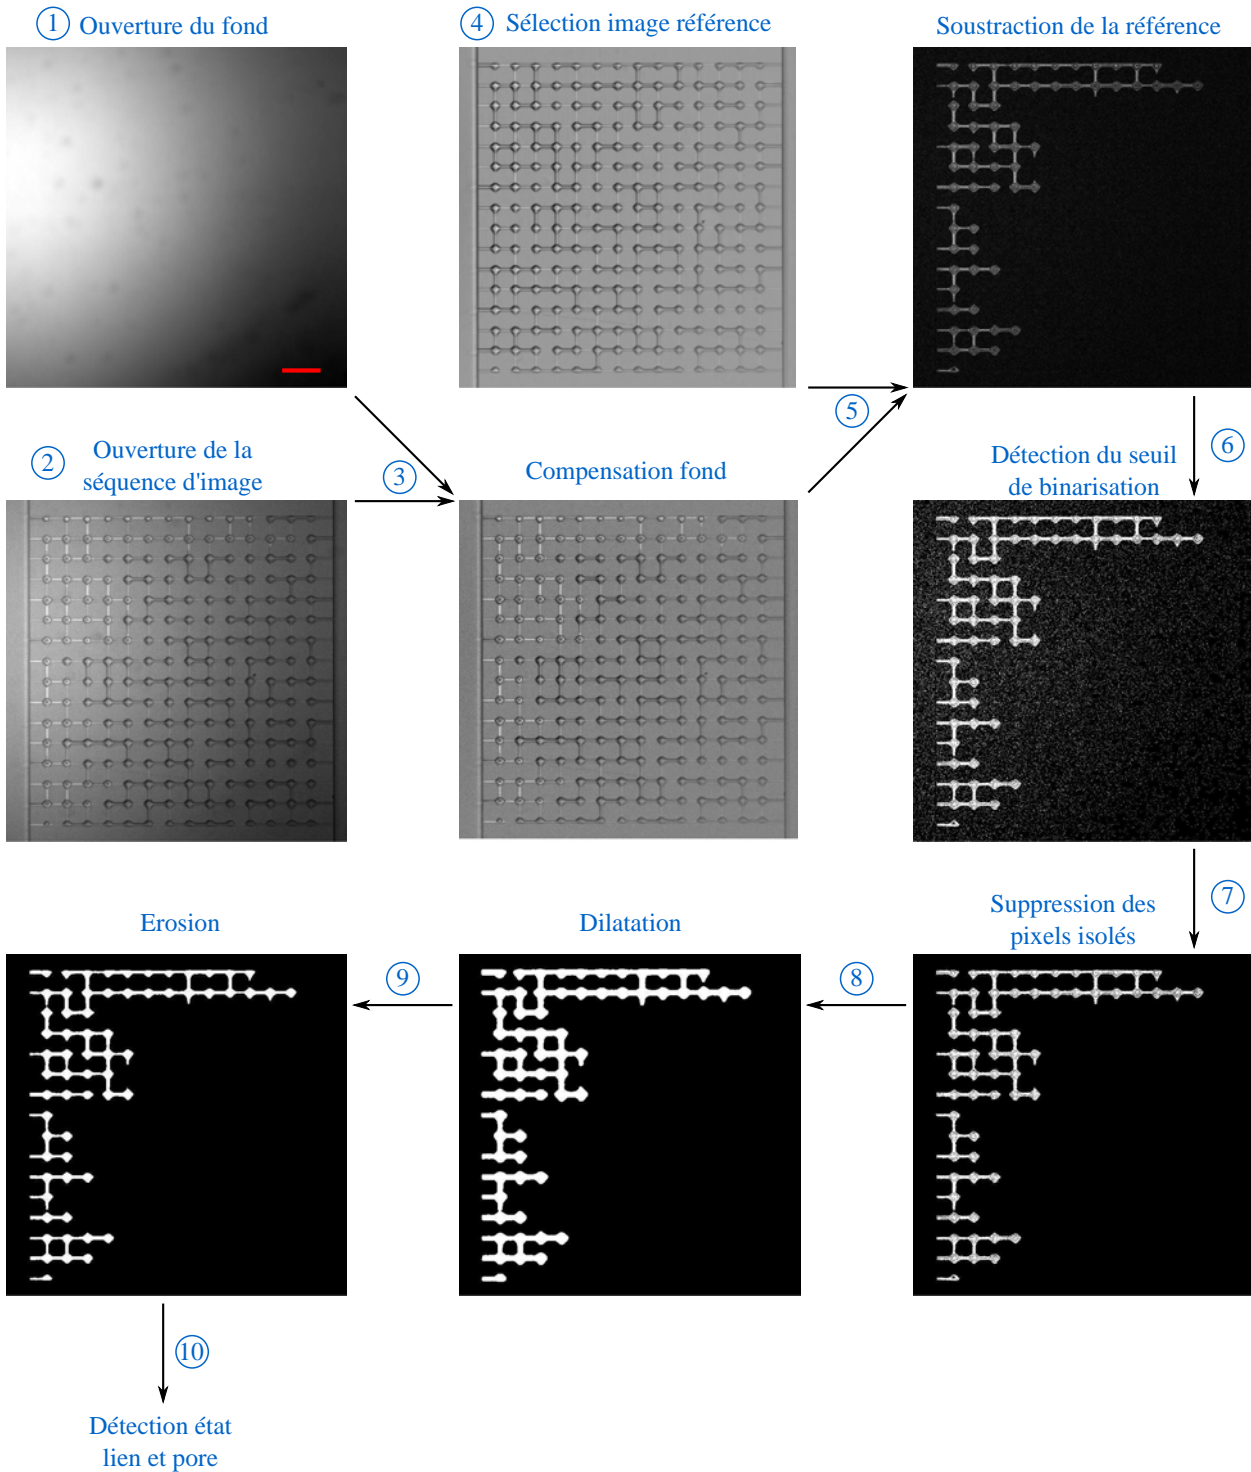 ① Ouverture du fond
④ Sélection image référence
Soustraction de la référence
⑤
② Ouverture de la
séquence d'image
③
Compensation fond
⑥
Détection du seuil
de binarisation
⑦
Suppression des
pixels isolés
Erosion
Dilatation
⑨
⑧
⑩
Détection état
lien et pore